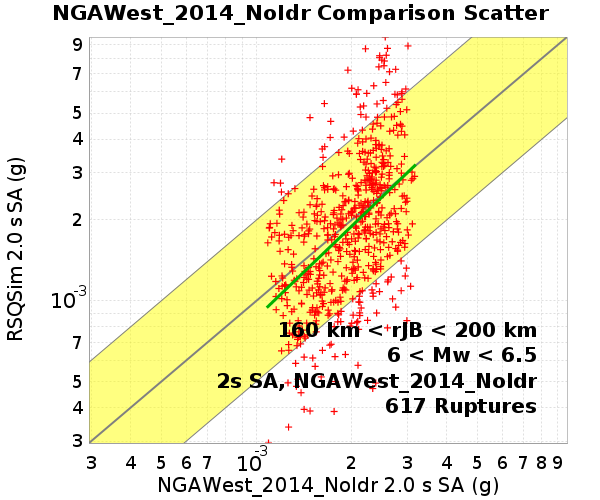 NGAWest_2014_NoIdr Comparison Scatter
9
7
5
4
3
2
10-3
7
5
4
3
RSQSim 2.0 s SA (g)
160 km < rJB < 200 km
6 < Mw < 6.5
2s SA, NGAWest_2014_NoIdr
617 Ruptures
3 4 5 6 7 10-3 2 3 4 5 6 7 8 9
NGAWest_2014_NoIdr 2.0 s SA (g)